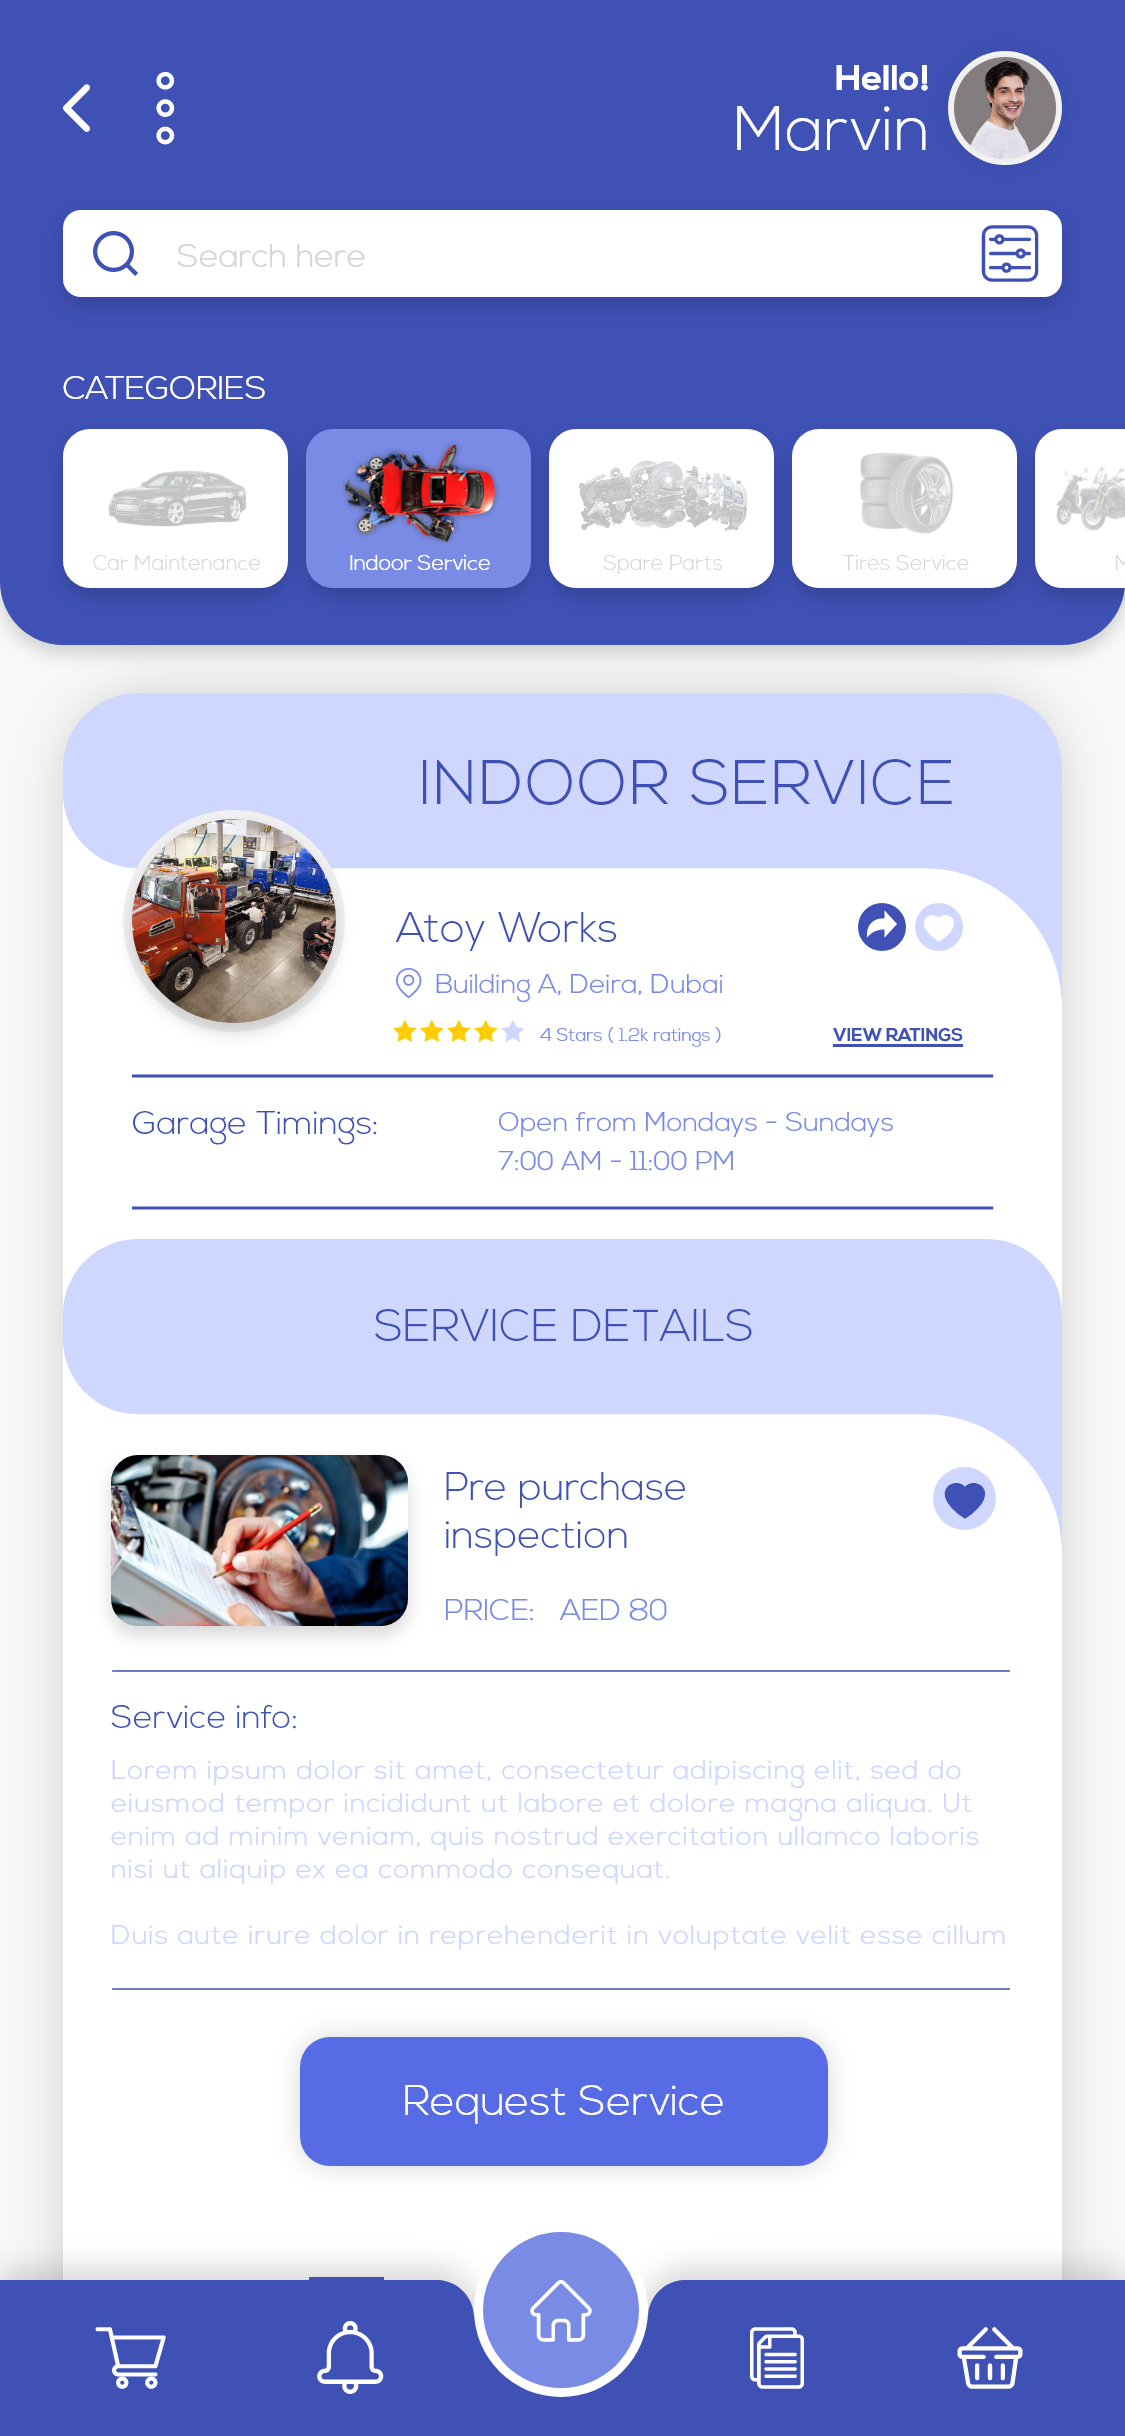 Hello!
Marvin
Search here
CATEGORIES
Car Maintenance
Indoor Service
Spare Parts
Tires Service
M
INDOOR SERVICE
Atoy Works
Building A, Deira, Dubai
4 Stars ( 1.2k ratings )
VIEW RATINGS
Garage Timings:
Open from Mondays - Sundays
7:00 AM - 11:00 PM
SERVICE DETAILS
Pre purchase
inspection
PRICE: AED 80
Service info:
Lorem ipsum dolor sit amet, consectetur adipiscing elit, sed do
eiusmod tempor incididunt ut labore et dolore magna aliqua. Ut
enim ad minim veniam, quis nostrud exercitation ullamco laboris
nisi ut aliquip ex ea commodo consequat.
Duis aute irure dolor in reprehenderit in voluptate velit esse cillum
Request Service